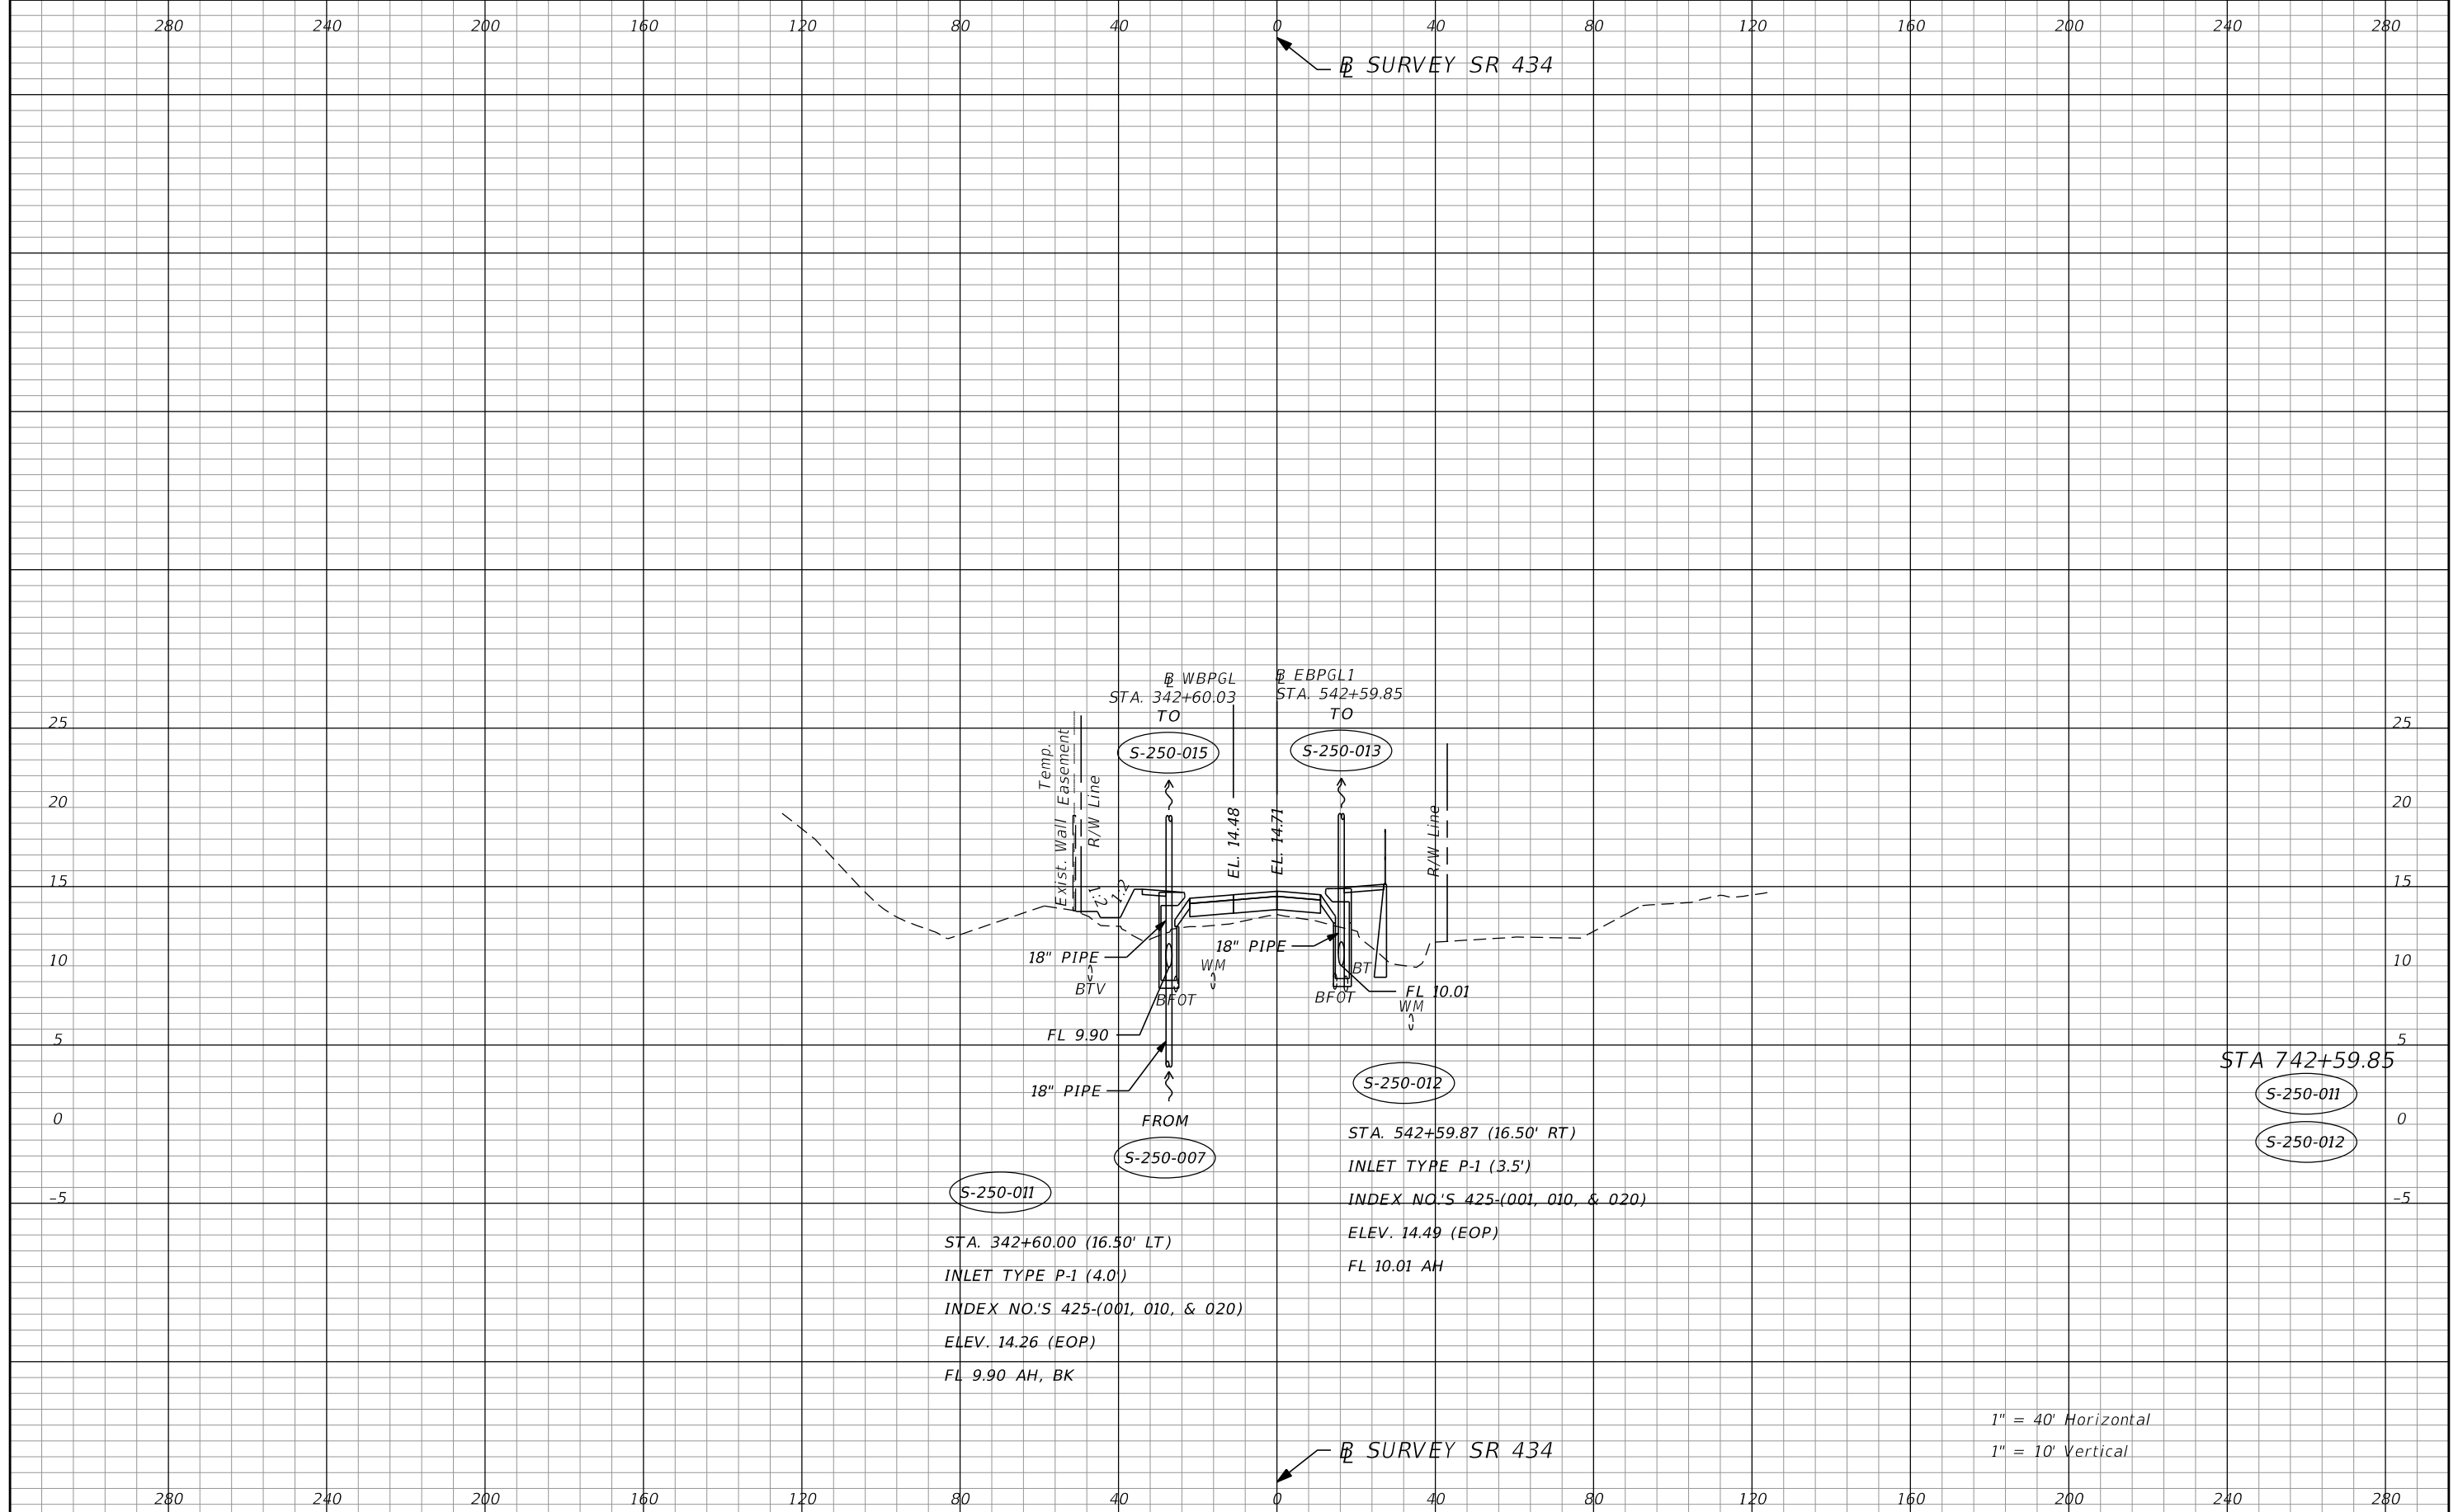 280 240 200 160 120 80 40 0 40 80 120 160 200 240 280
BL SURVEY SR 434
BL WBPGL
STA. 342+60.03
TO
S-250-015
BL EBPGL1
STA. 542+59.85
TO
S-250-013
25 25
20 20
15 15
10 10
5 5
0 0
-5 -5
Temp.
Exist. Wall Easement
R/W Line
1:2
1:2
EL. 14.48
EL. 14.71
R/W Line
18" PIPE
18" PIPE
BTV
BFOT
WM
BFOT
BT
FL 10.01
WM
FL 9.90
18" PIPE
FROM
S-250-007
S-250-012
STA. 542+59.87 (16.50' RT)
INLET TYPE P-1 (3.5')
INDEX NO.'S 425-(001, 010, & 020)
ELEV. 14.49 (EOP)
FL 10.01 AH
S-250-011
STA. 342+60.00 (16.50' LT)
INLET TYPE P-1 (4.0')
INDEX NO.'S 425-(001, 010, & 020)
ELEV. 14.26 (EOP)
FL 9.90 AH, BK
STA 742+59.85
S-250-011
S-250-012
1" = 40' Horizontal
1" = 10' Vertical
BL SURVEY SR 434
280 240 200 160 120 80 40 0 40 80 120 160 200 240 280